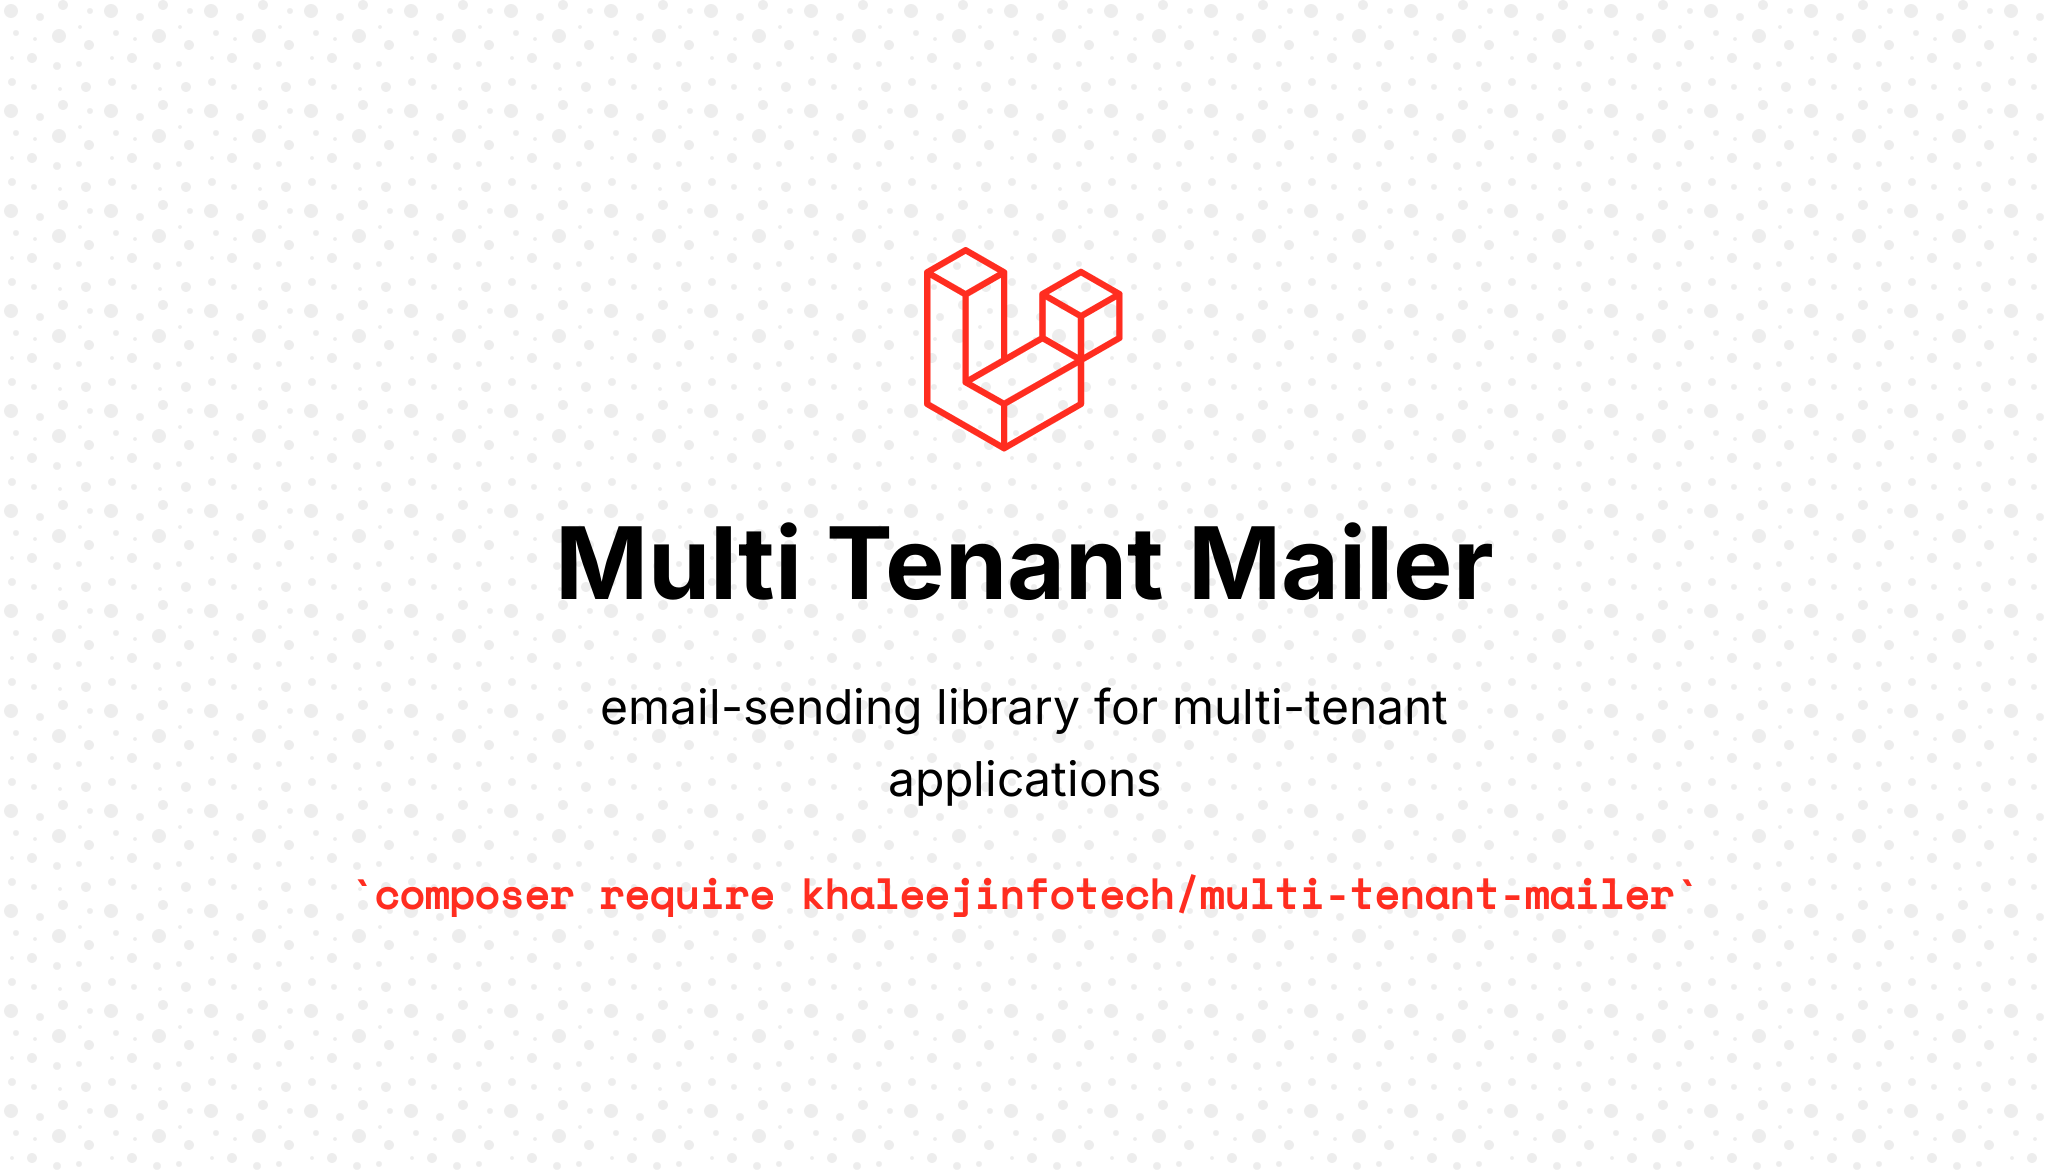 Multi Tenant Mailer
email-sending library for multi-tenant
applications
`composer require khaleejinfotech/multi-tenant-mailer`